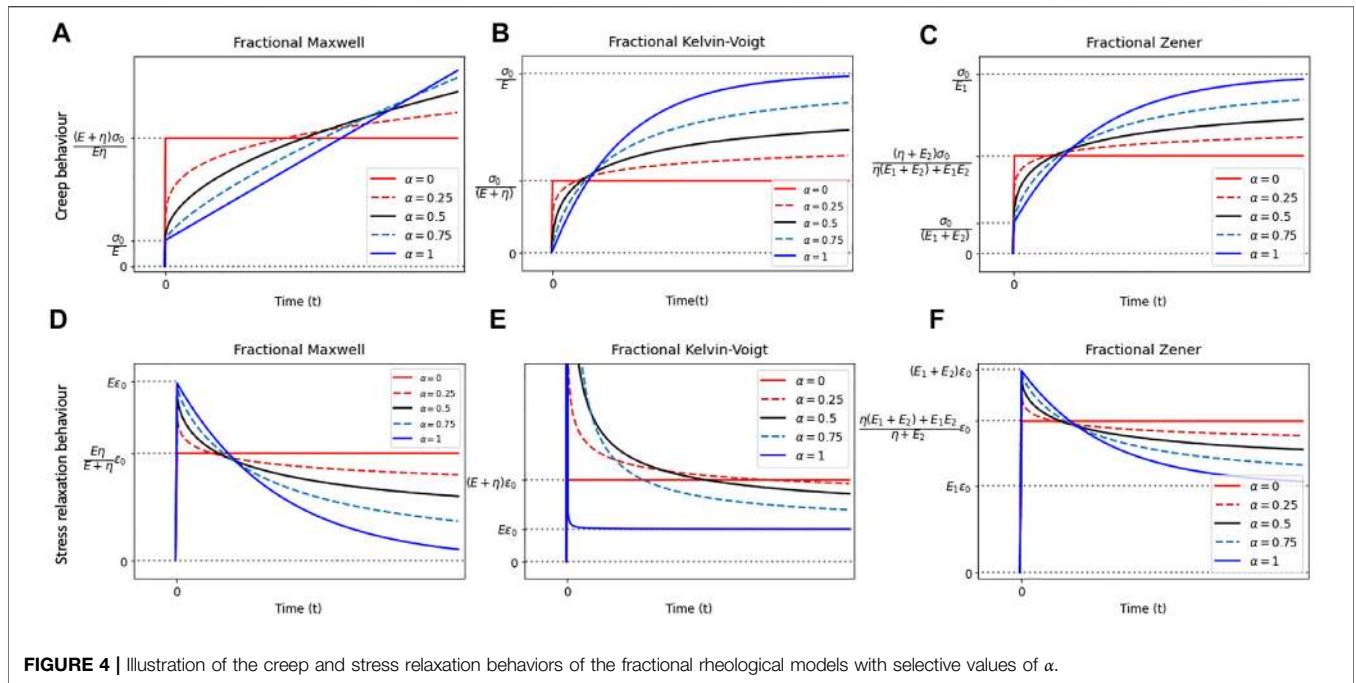 A
Fractional Maxwell
Creep behaviour
(E + η)σ₀ / Eη
σ₀ / E
0
α = 0
α = 0.25
α = 0.5
α = 0.75
α = 1
0
Time (t)
B
Fractional Kelvin-Voigt
σ₀ / E
σ₀ / (E + η)
0
α = 0
α = 0.25
α = 0.5
α = 0.75
α = 1
0
Time(t)
C
Fractional Zener
σ₀ / E₁
(η + E₂)σ₀ / η(E₁ + E₂) + E₁E₂
σ₀ / (E₁ + E₂)
0
α = 0
α = 0.25
α = 0.5
α = 0.75
α = 1
0
Time (t)
D
Fractional Maxwell
Stress relaxation behaviour
Eε₀
Eη / E + η ε₀
0
α = 0
α = 0.25
α = 0.5
α = 0.75
α = 1
0
Time (t)
E
Fractional Kelvin-Voigt
(E + η)ε₀
Eε₀
0
α = 0
α = 0.25
α = 0.5
α = 0.75
α = 1
0
Time (t)
F
Fractional Zener
(E₁ + E₂)ε₀
η(E₁ + E₂) + E₁E₂ / η + E₂ ε₀
E₁ε₀
0
α = 0
α = 0.25
α = 0.5
α = 0.75
α = 1
0
Time (t)
FIGURE 4 | Illustration of the creep and stress relaxation behaviors of the fractional rheological models with selective values of α.